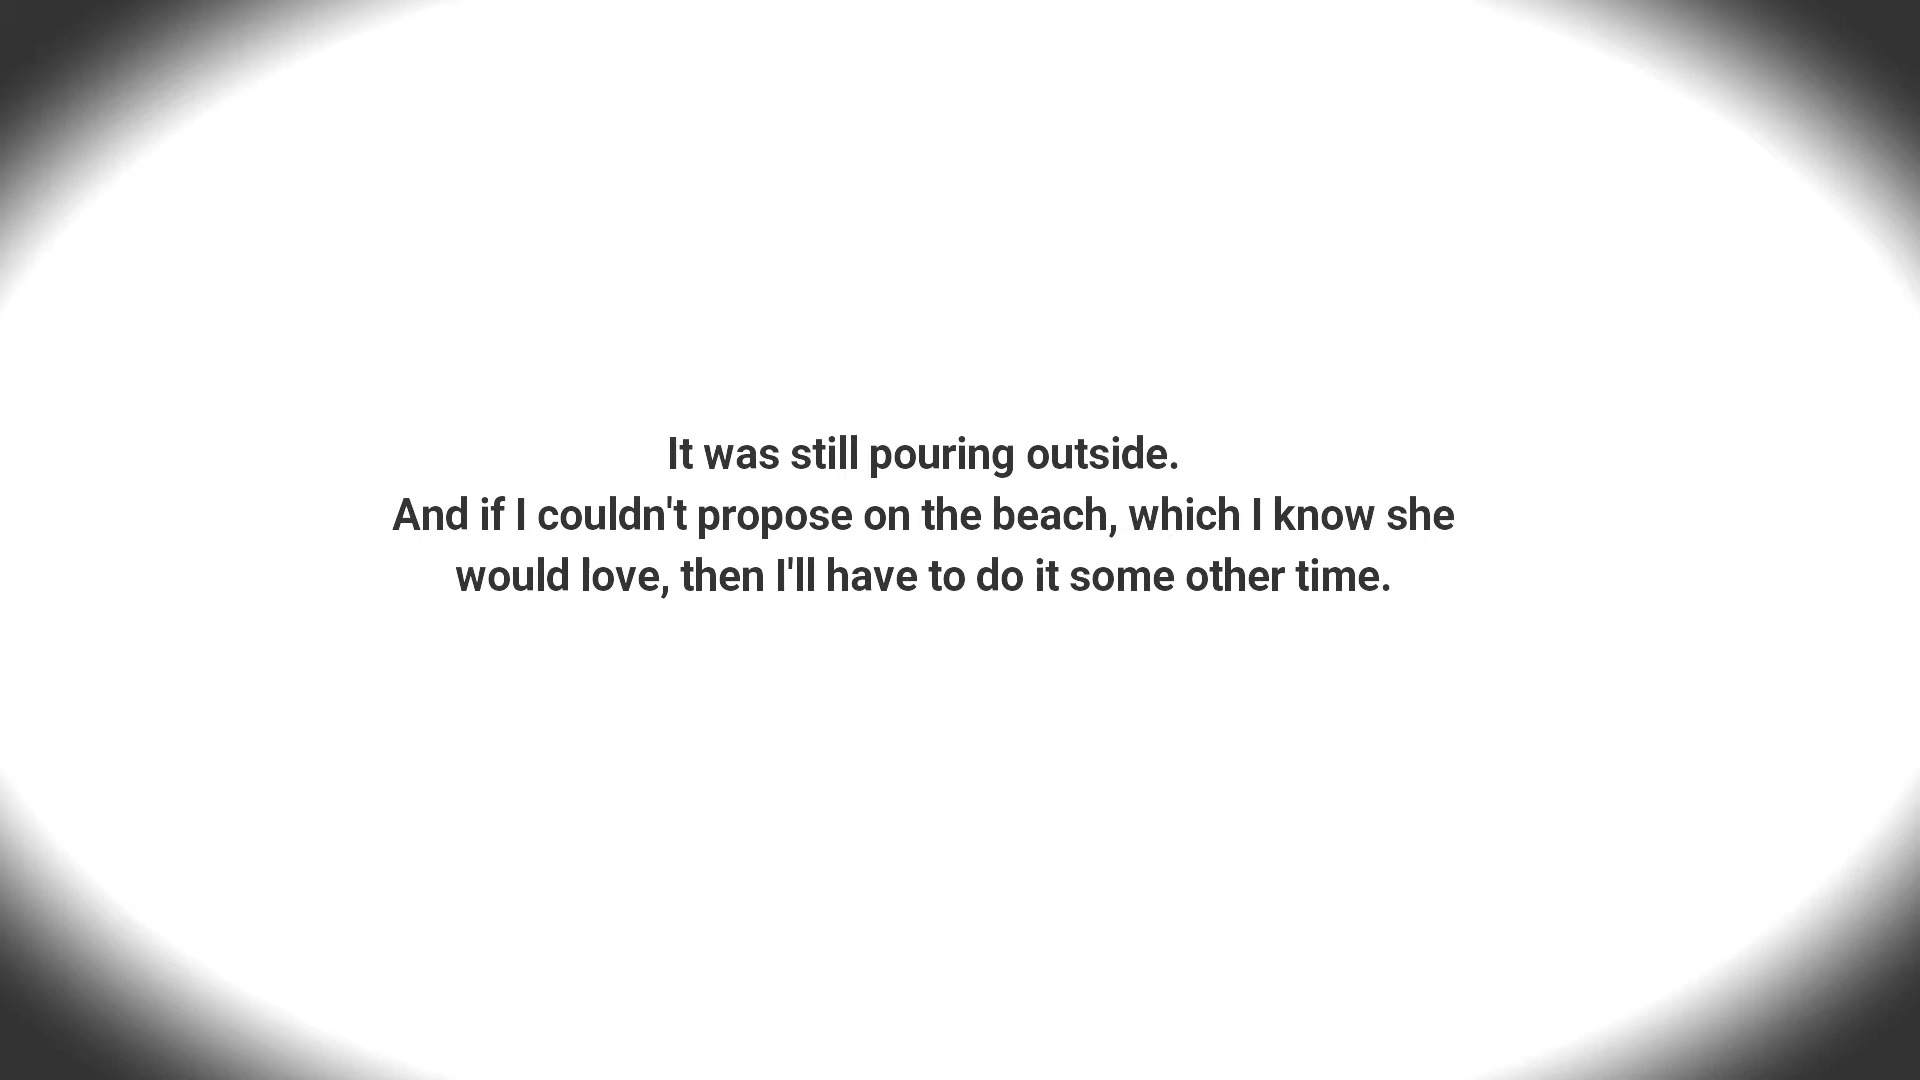 It was still pouring outside.
And if I couldn't propose on the beach, which I know she
would love, then I'll have to do it some other time.